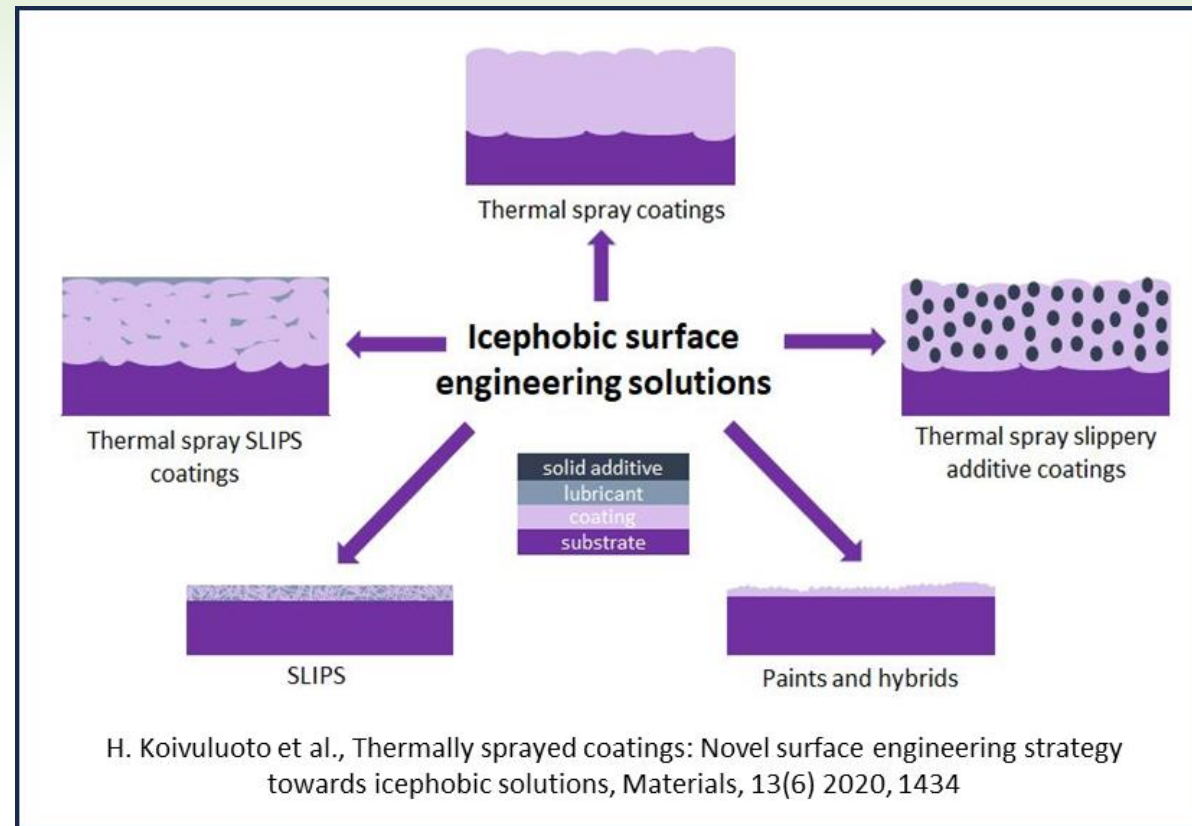 Thermal spray coatings
Icephobic surface
engineering solutions
Thermal spray SLIPS
coatings
Thermal spray slippery
additive coatings
solid additive
lubricant
coating
substrate
SLIPS
Paints and hybrids
H. Koivuluoto et al., Thermally sprayed coatings: Novel surface engineering strategy
towards icephobic solutions, Materials, 13(6) 2020, 1434